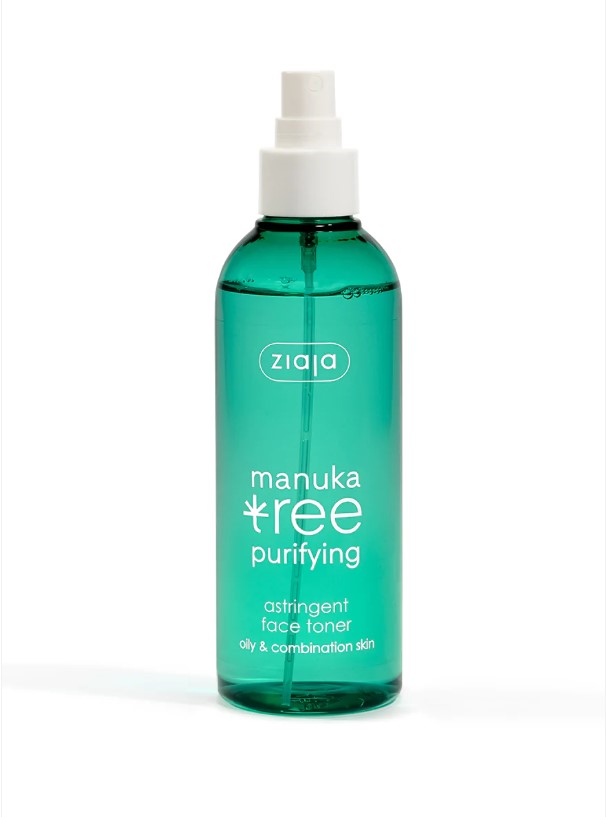 ziaja
manuka
tree
purifying
astringent
face toner
oily & combination skin